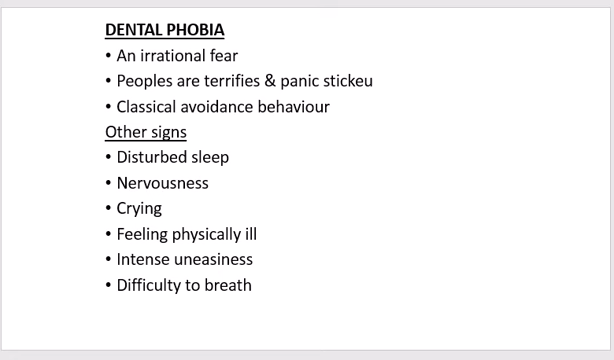 DENTAL PHOBIA
• An irrational fear
• Peoples are terrifies & panic stickeu
• Classical avoidance behaviour
Other signs
• Disturbed sleep
• Nervousness
• Crying
• Feeling physically ill
• Intense uneasiness
• Difficulty to breath